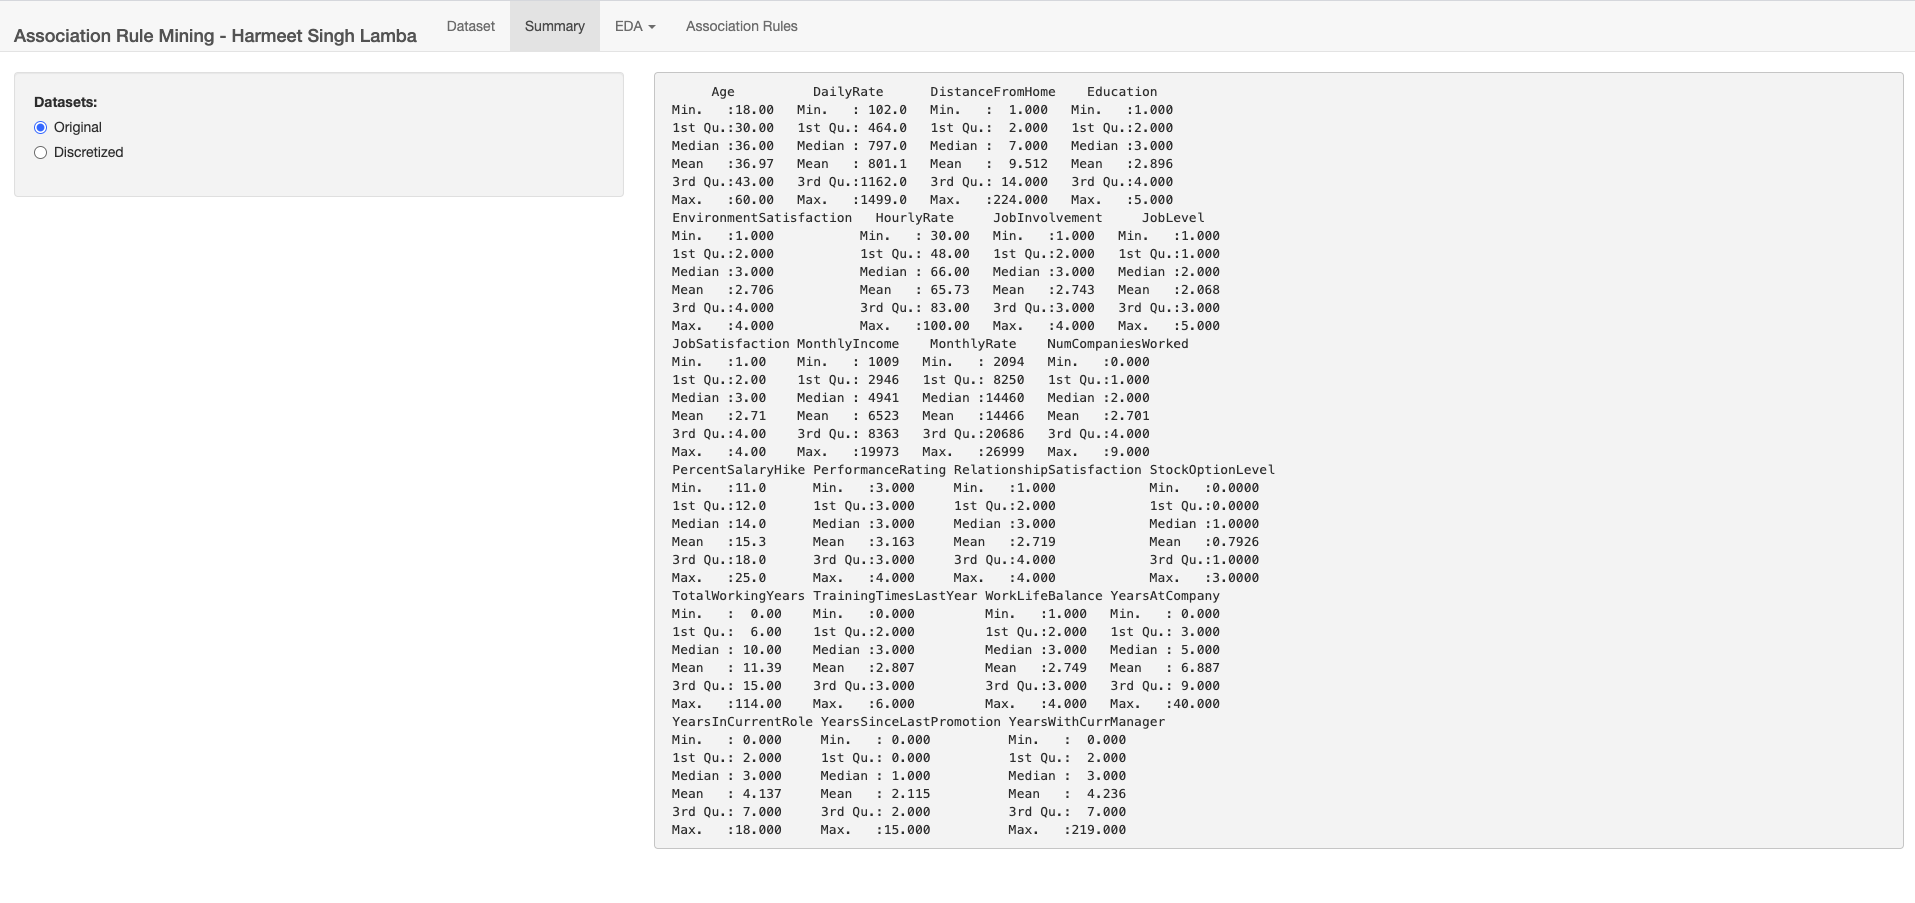 Association Rule Mining - Harmeet Singh Lamba Dataset Summary EDA Association Rules
Datasets:
Original
Discretized
Age DailyRate DistanceFromHome Education
Min. :18.00 Min. : 102.0 Min. : 1.000 Min. :1.000
1st Qu.:30.00 1st Qu.: 464.0 1st Qu.: 2.000 1st Qu.:2.000
Median :36.00 Median : 797.0 Median : 7.000 Median :3.000
Mean :36.97 Mean : 801.1 Mean : 9.512 Mean :2.896
3rd Qu.:43.00 3rd Qu.:1162.0 3rd Qu.: 14.000 3rd Qu.:4.000
Max. :60.00 Max. :1499.0 Max. :224.000 Max. :5.000
EnvironmentSatisfaction HourlyRate JobInvolvement JobLevel
Min. :1.000 Min. : 30.00 Min. :1.000 Min. :1.000
1st Qu.:2.000 1st Qu.: 48.00 1st Qu.:2.000 1st Qu.:1.000
Median :3.000 Median : 66.00 Median :3.000 Median :2.000
Mean :2.706 Mean : 65.73 Mean :2.743 Mean :2.068
3rd Qu.:4.000 3rd Qu.: 83.00 3rd Qu.:3.000 3rd Qu.:3.000
Max. :4.000 Max. :100.00 Max. :4.000 Max. :5.000
JobSatisfaction MonthlyIncome MonthlyRate NumCompaniesWorked
Min. :1.00 Min. : 1009 Min. : 2094 Min. :0.000
1st Qu.:2.00 1st Qu.: 2946 1st Qu.: 8250 1st Qu.:1.000
Median :3.00 Median : 4941 Median :14460 Median :2.000
Mean :2.71 Mean : 6523 Mean :14466 Mean :2.701
3rd Qu.:4.00 3rd Qu.: 8363 3rd Qu.:20686 3rd Qu.:4.000
Max. :4.00 Max. :19973 Max. :26999 Max. :9.000
PercentSalaryHike PerformanceRating RelationshipSatisfaction StockOptionLevel
Min. :11.0 Min. :3.000 Min. :1.000 Min. :0.0000
1st Qu.:12.0 1st Qu.:3.000 1st Qu.:2.000 1st Qu.:0.0000
Median :14.0 Median :3.000 Median :3.000 Median :1.0000
Mean :15.3 Mean :3.163 Mean :2.719 Mean :0.7926
3rd Qu.:18.0 3rd Qu.:3.000 3rd Qu.:4.000 3rd Qu.:1.0000
Max. :25.0 Max. :4.000 Max. :4.000 Max. :3.0000
TotalWorkingYears TrainingTimesLastYear WorkLifeBalance YearsAtCompany
Min. : 0.00 Min. :0.000 Min. :1.000 Min. : 0.000
1st Qu.: 6.00 1st Qu.:2.000 1st Qu.:2.000 1st Qu.: 3.000
Median : 10.00 Median :3.000 Median :3.000 Median : 5.000
Mean : 11.39 Mean :2.807 Mean :2.749 Mean : 6.887
3rd Qu.: 15.00 3rd Qu.:3.000 3rd Qu.:3.000 3rd Qu.: 9.000
Max. :114.00 Max. :6.000 Max. :4.000 Max. :40.000
YearsInCurrentRole YearsSinceLastPromotion YearsWithCurrManager
Min. : 0.000 Min. : 0.000 Min. : 0.000
1st Qu.: 2.000 1st Qu.: 0.000 1st Qu.: 2.000
Median : 3.000 Median : 1.000 Median : 3.000
Mean : 4.137 Mean : 2.115 Mean : 4.236
3rd Qu.: 7.000 3rd Qu.: 2.000 3rd Qu.: 7.000
Max. :18.000 Max. :15.000 Max. :219.000